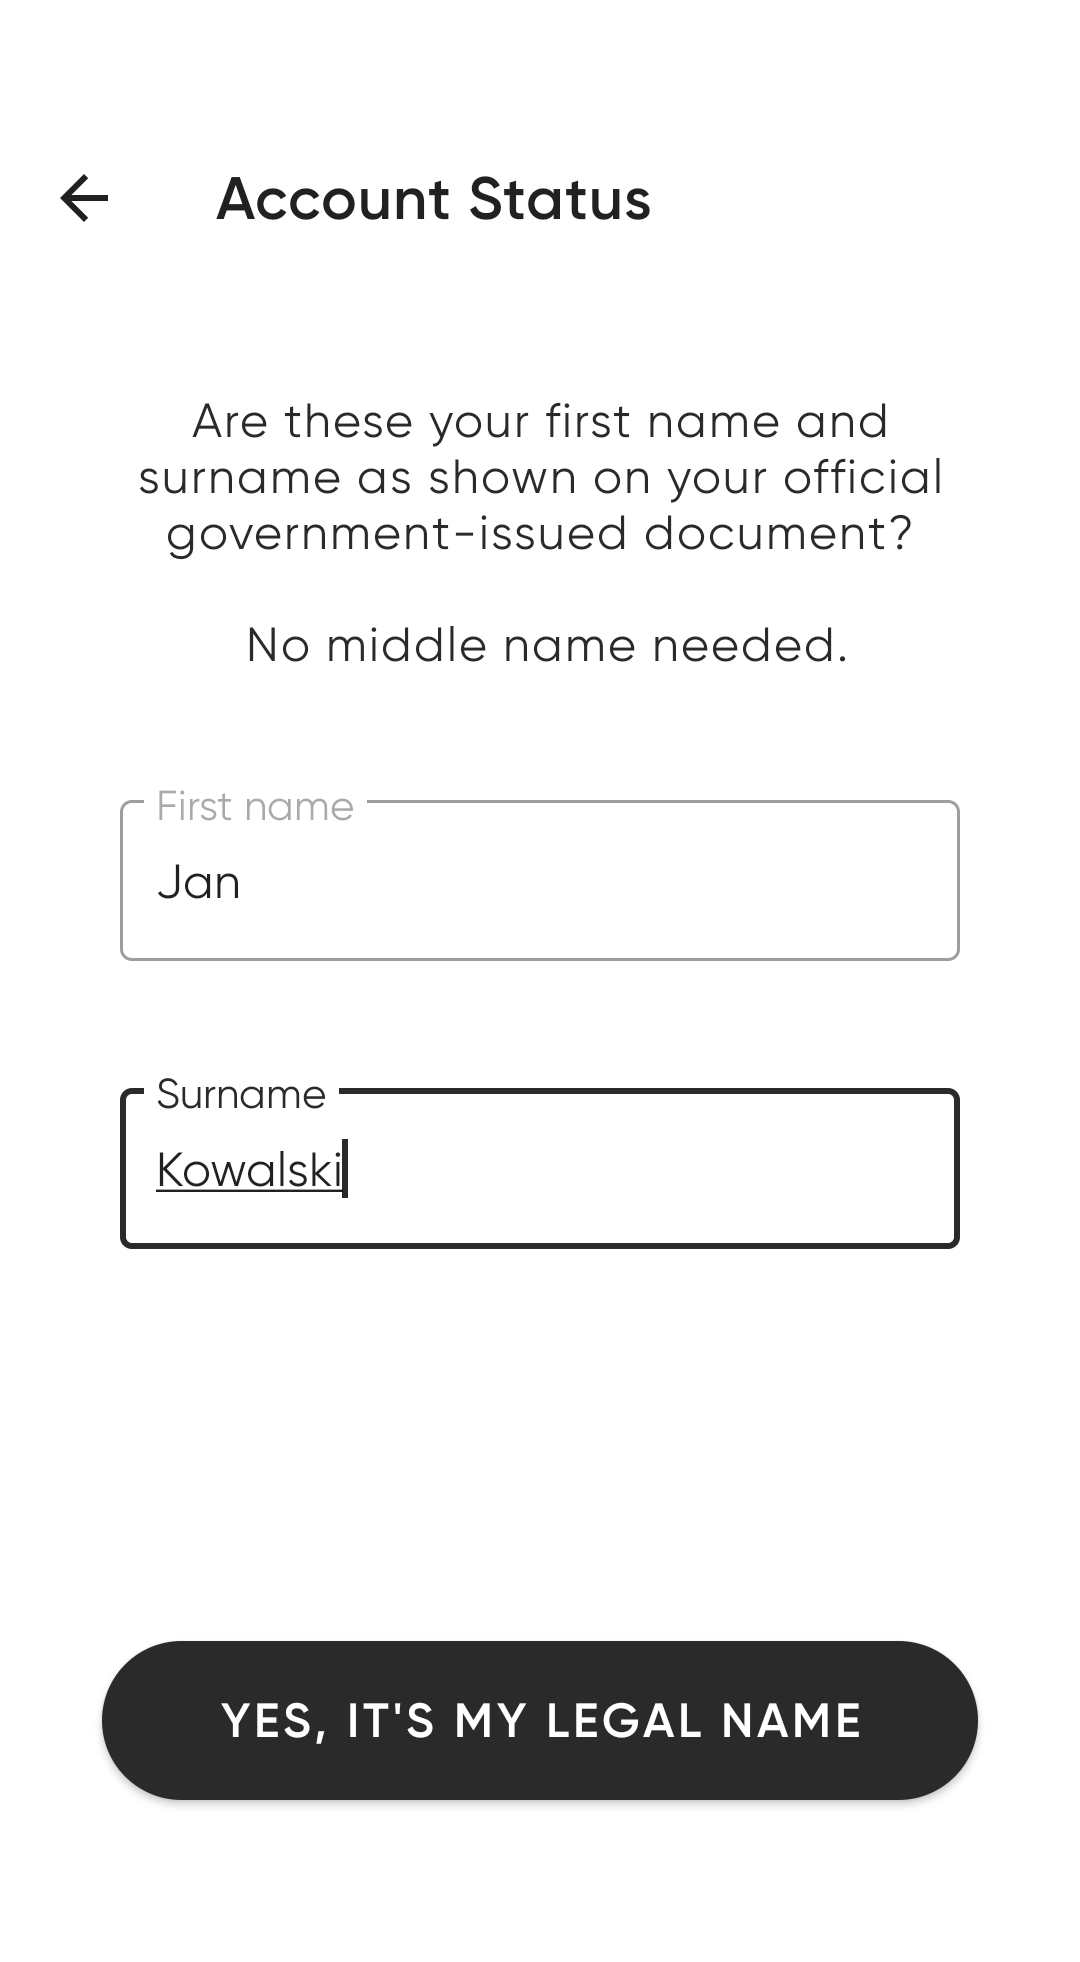 Account Status
Are these your first name and
surname as shown on your official
government-issued document?
No middle name needed.
First name
Jan
Surname
Kowalski
YES, IT'S MY LEGAL NAME